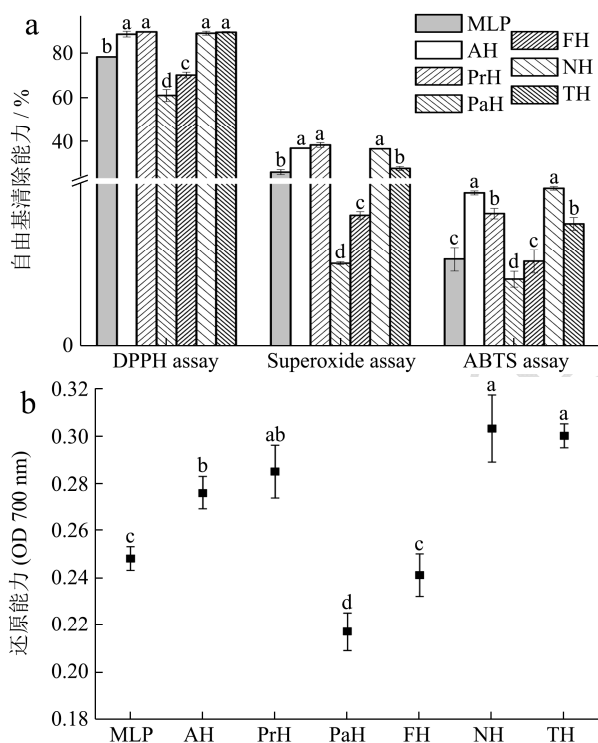 a
MLP
AH
PrH
PaH
FH
NH
TH
自由基清除能力 / %
80
60
40
0
b a a d c a a
b a a d c a b
c a b d c a b
DPPH assay Superoxide assay ABTS assay
b
还原能力 (OD 700 nm)
0.32
0.30
0.28
0.26
0.24
0.22
0.20
0.18
c b ab d c a a
MLP AH PrH PaH FH NH TH